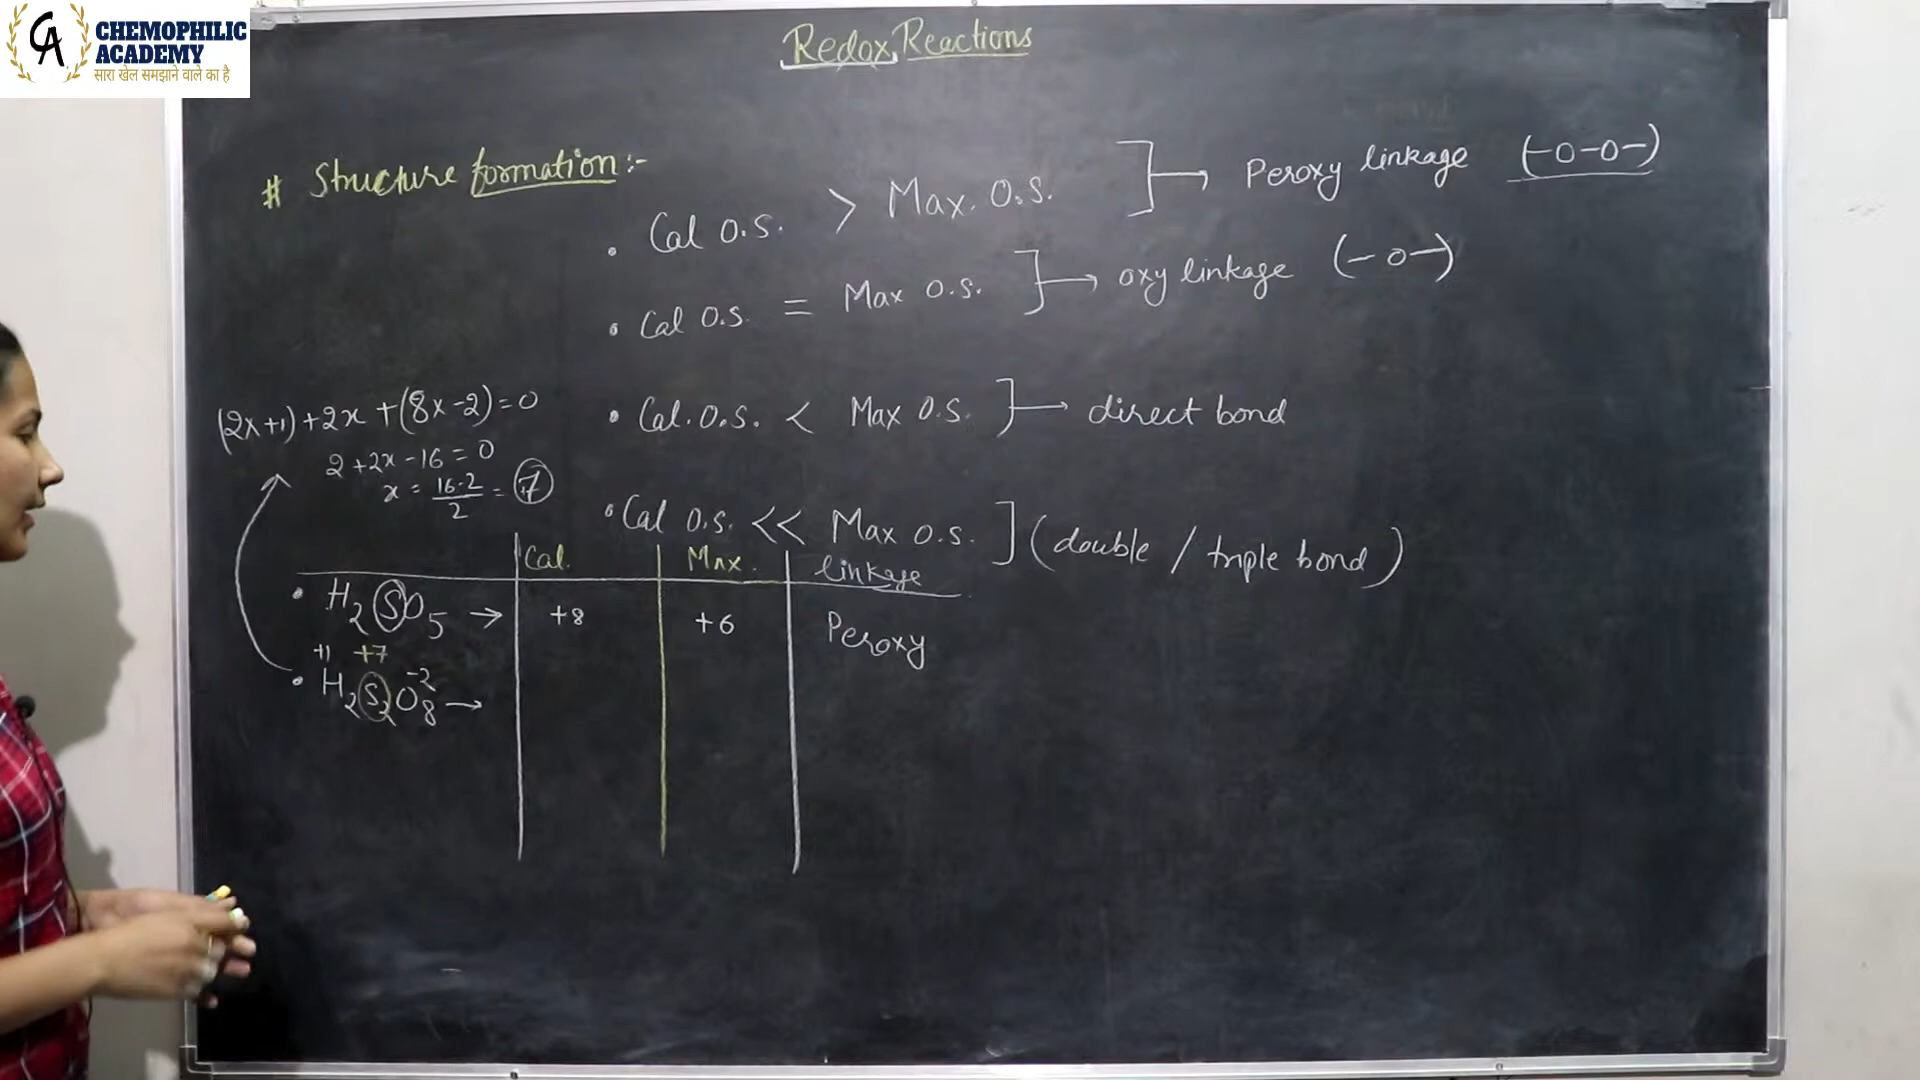 CHEMOPHILIC
ACADEMY
सारा खेल समझाने वाले का है
CA
Redox Reactions
# Structure formation :-
• Cal O.S. > Max. O.S. ] → Peroxy linkage (-O-O-)
• Cal O.S. = Max O.S. ] → oxy linkage (-O-)
• Cal. O.S. < Max O.S. ] → direct bond
• Cal O.S. << Max O.S. ] (double / triple bond)
(2x+1)+2x+(8x-2)=0
2+2x-16=0
x = 16-2/2 = +7
Cal. Max. linkage
• H2SO5 → +8 +6 Peroxy
+1 +7 -2
• H2S2O8 →